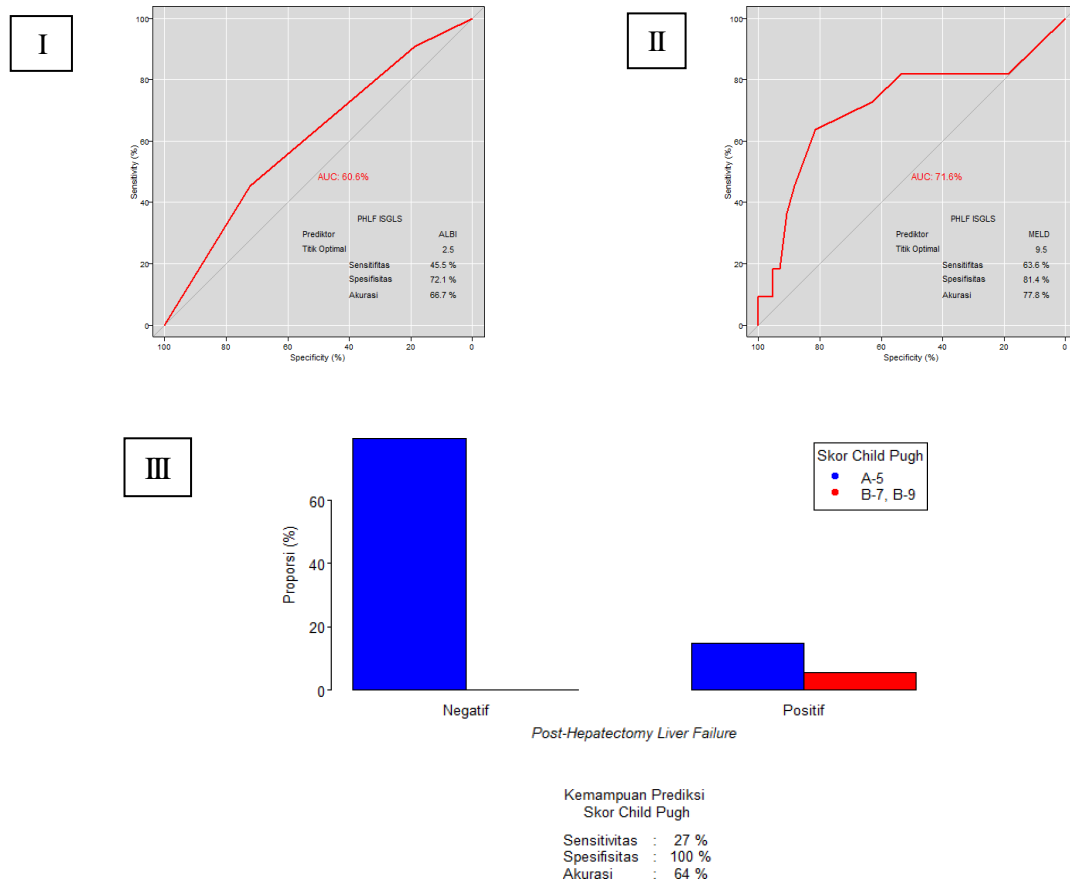 I
100
80
60
40
20
0
Sensitivity (%)
AUC: 60.6%
PHLF ISGLS
Prediktor ALBI
Titik Optimal 2.5
Sensitifitas 45.5 %
Spesifisitas 72.1 %
Akurasi 66.7 %
100 80 60 40 20 0
Specificity (%)
II
100
80
60
40
20
0
Sensitivity (%)
AUC: 71.6%
PHLF ISGLS
Prediktor MELD
Titik Optimal 9.5
Sensitifitas 63.6 %
Spesifisitas 81.4 %
Akurasi 77.8 %
100 80 60 40 20 0
Specificity (%)
III
Skor Child Pugh
A-5
B-7, B-9
60
40
20
0
Proporsi (%)
Negatif Positif
Post-Hepatectomy Liver Failure
Kemampuan Prediksi
Skor Child Pugh
Sensitivitas : 27 %
Spesifisitas : 100 %
Akurasi : 64 %